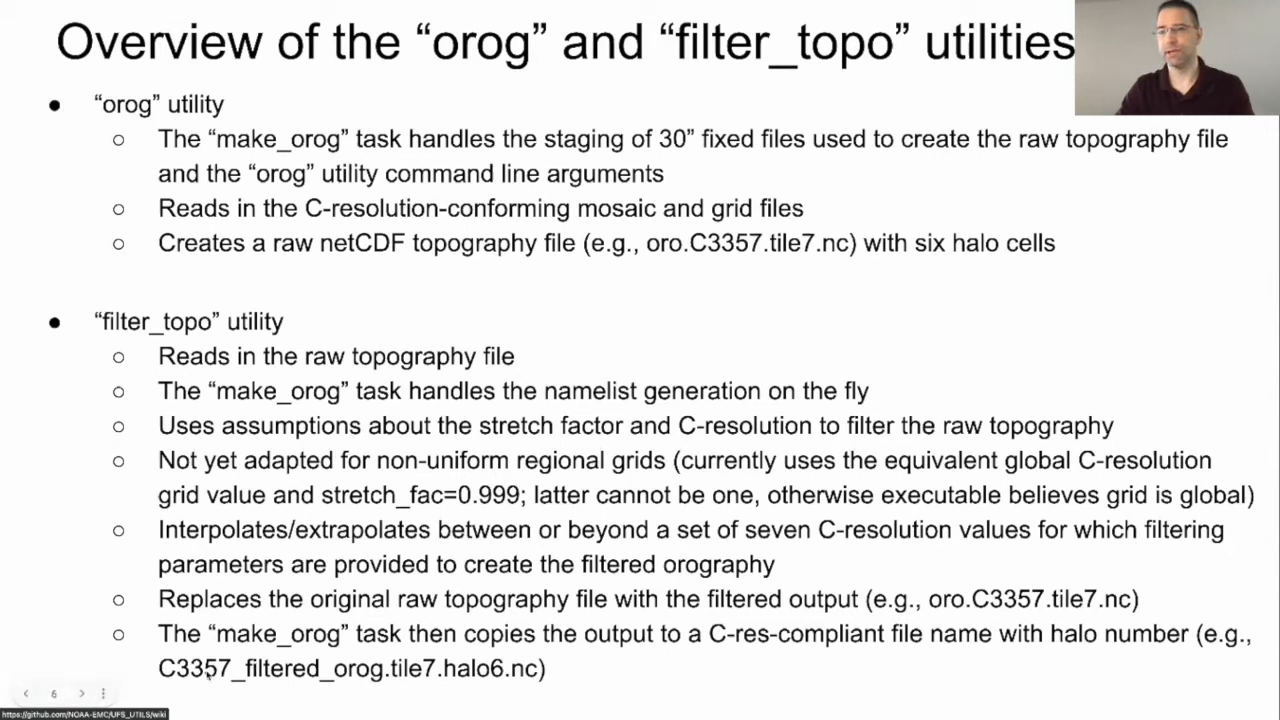 Overview of the “orog” and “filter_topo” utilities
● “orog” utility
○ The “make_orog” task handles the staging of 30” fixed files used to create the raw topography file
and the “orog” utility command line arguments
○ Reads in the C-resolution-conforming mosaic and grid files
○ Creates a raw netCDF topography file (e.g., oro.C3357.tile7.nc) with six halo cells
● “filter_topo” utility
○ Reads in the raw topography file
○ The “make_orog” task handles the namelist generation on the fly
○ Uses assumptions about the stretch factor and C-resolution to filter the raw topography
○ Not yet adapted for non-uniform regional grids (currently uses the equivalent global C-resolution
grid value and stretch_fac=0.999; latter cannot be one, otherwise executable believes grid is global)
○ Interpolates/extrapolates between or beyond a set of seven C-resolution values for which filtering
parameters are provided to create the filtered orography
○ Replaces the original raw topography file with the filtered output (e.g., oro.C3357.tile7.nc)
○ The “make_orog” task then copies the output to a C-res-compliant file name with halo number (e.g.,
C3357_filtered_orog.tile7.halo6.nc)
6
https://github.com/NOAA-EMC/UFS_UTILS/wiki